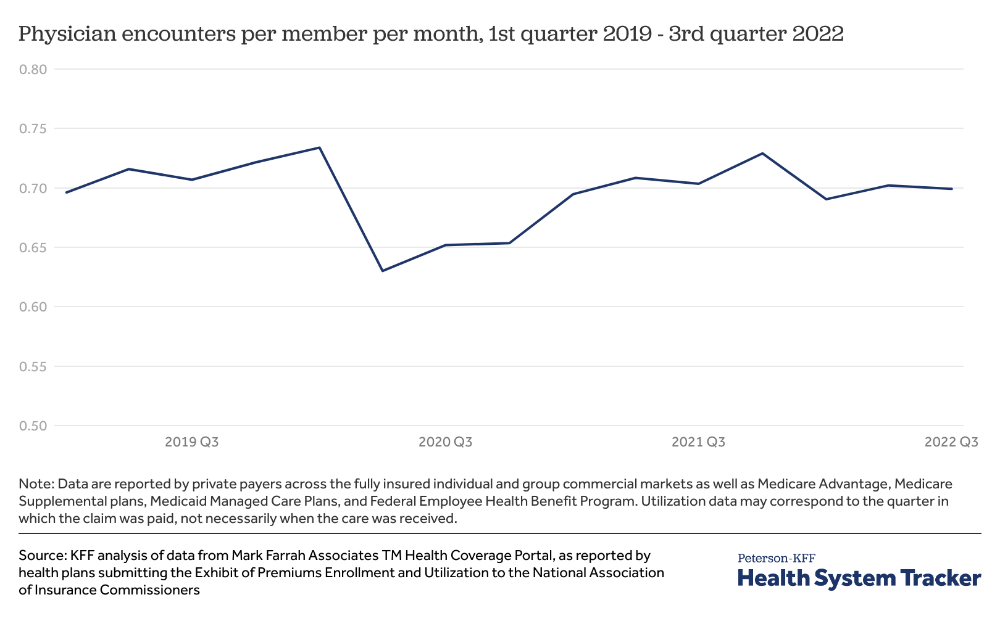 Physician encounters per member per month, 1st quarter 2019 - 3rd quarter 2022
0.80
0.75
0.70
0.65
0.60
0.55
0.50
2019 Q3
2020 Q3
2021 Q3
2022 Q3
Note: Data are reported by private payers across the fully insured individual and group commercial markets as well as Medicare Advantage, Medicare
Supplemental plans, Medicaid Managed Care Plans, and Federal Employee Health Benefit Program. Utilization data may correspond to the quarter in
which the claim was paid, not necessarily when the care was received.
Source: KFF analysis of data from Mark Farrah Associates TM Health Coverage Portal, as reported by
health plans submitting the Exhibit of Premiums Enrollment and Utilization to the National Association
of Insurance Commissioners
Peterson-KFF
Health System Tracker